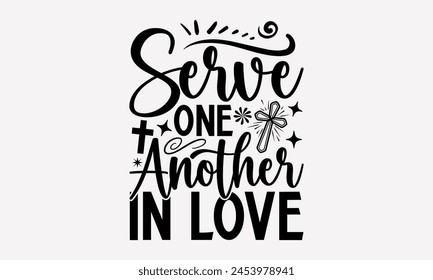 Serve
ONE
Another
IN LOVE
shutterstock.com · 2453978941